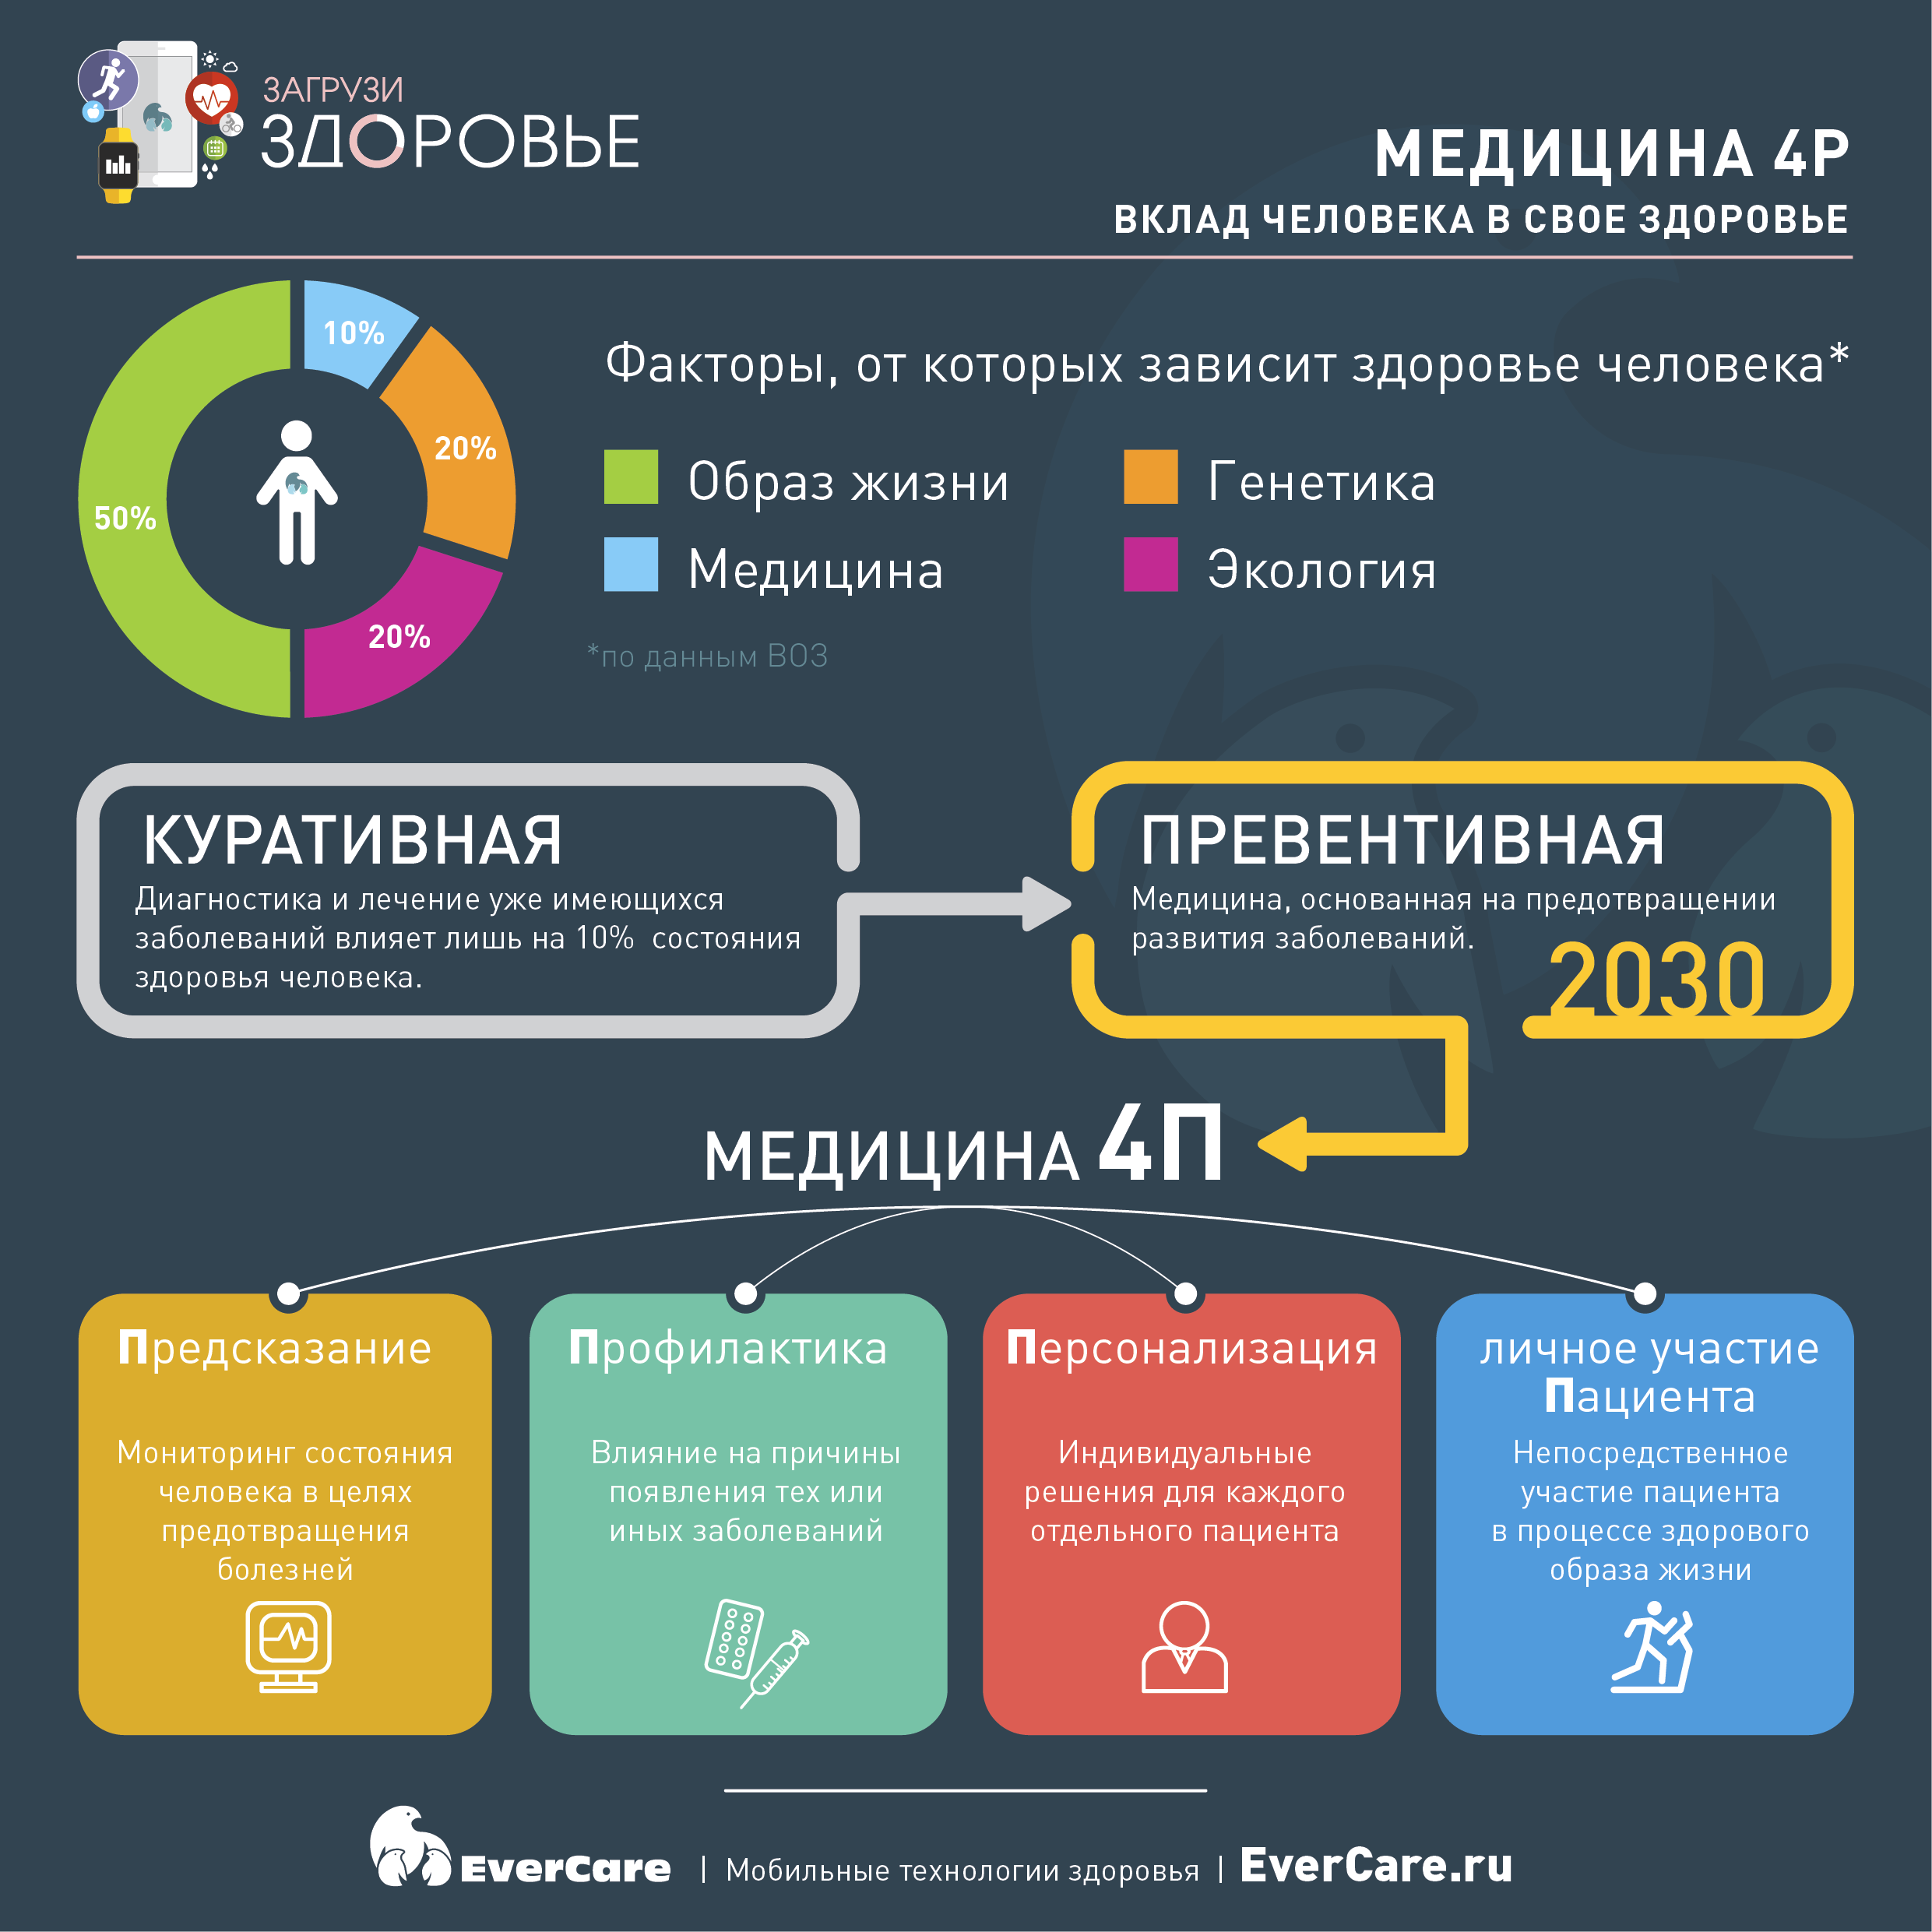 ЗАГРУЗИ
ЗДОРОВЬЕ
МЕДИЦИНА 4P
ВКЛАД ЧЕЛОВЕКА В СВОЕ ЗДОРОВЬЕ
10%
20%
50%
20%
Факторы, от которых зависит здоровье человека*
Образ жизни
Генетика
Медицина
Экология
*по данным ВОЗ
КУРАТИВНАЯ
Диагностика и лечение уже имеющихся
заболеваний влияет лишь на 10% состояния
здоровья человека.
ПРЕВЕНТИВНАЯ
Медицина, основанная на предотвращении
развития заболеваний.
2030
МЕДИЦИНА 4П
Предсказание
Мониторинг состояния
человека в целях
предотвращения
болезней
Профилактика
Влияние на причины
появления тех или
иных заболеваний
Персонализация
Индивидуальные
решения для каждого
отдельного пациента
личное участие
Пациента
Непосредственное
участие пациента
в процессе здорового
образа жизни
EverCare | Мобильные технологии здоровья | EverCare.ru